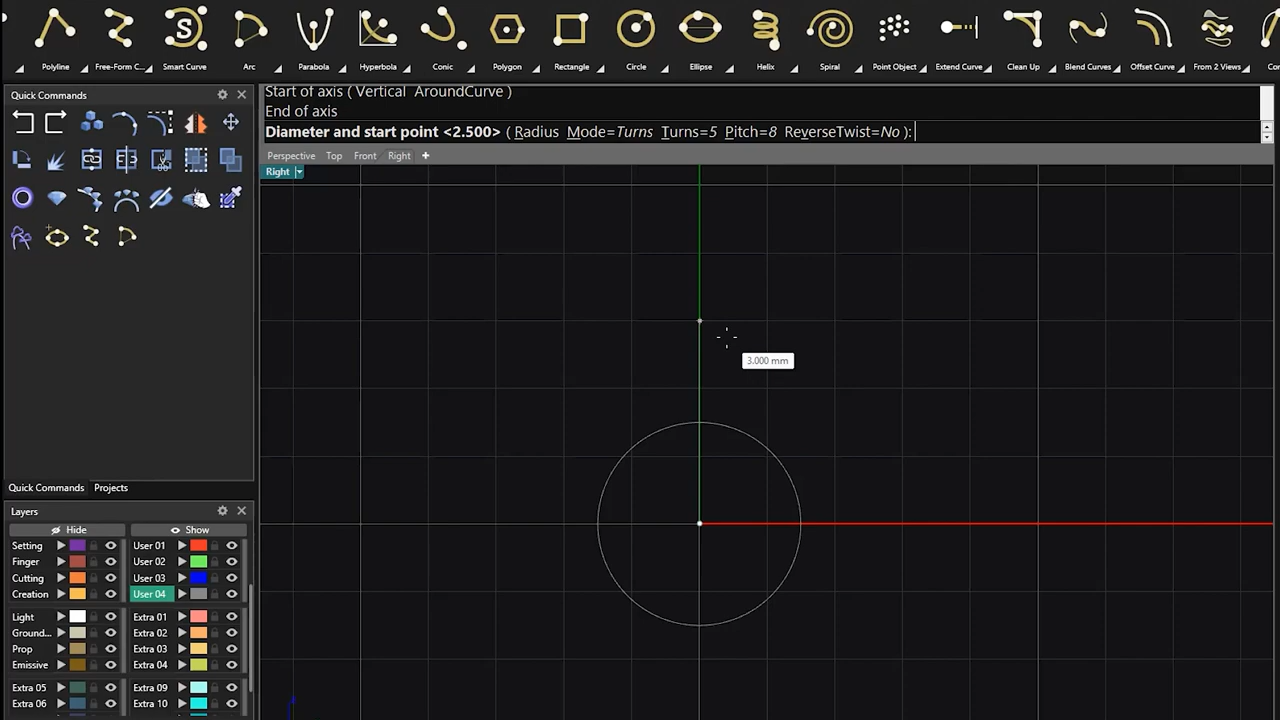 Polyline Free-Form C... Smart Curve Arc Parabola Hyperbola Conic Polygon Rectangle Circle Ellipse Helix Spiral Point Object Extend Curve Clean Up Blend Curves Offset Curve From 2 Views
Quick Commands
Start of axis ( Vertical AroundCurve )
End of axis
Diameter and start point <2.500> ( Radius Mode=Turns Turns=5 Pitch=8 ReverseTwist=No ):
Perspective Top Front Right
Right
3.000 mm
Quick Commands Projects
Layers
Hide Show
Setting User 01
Finger User 02
Cutting User 03
Creation User 04
Light Extra 01
Ground... Extra 02
Prop Extra 03
Emissive Extra 04
Extra 05 Extra 09
Extra 06 Extra 10